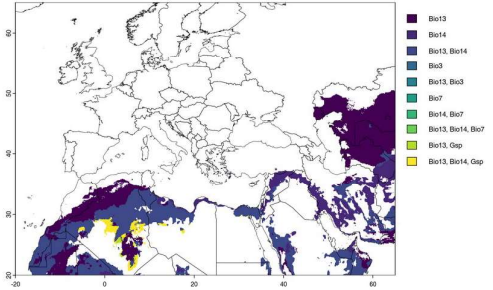 60
50
40
30
20
-20
0
20
40
60
Bio13
Bio14
Bio13, Bio14
Bio3
Bio13, Bio3
Bio7
Bio14, Bio7
Bio13, Bio14, Bio7
Bio13, Gsp
Bio13, Bio14, Gsp